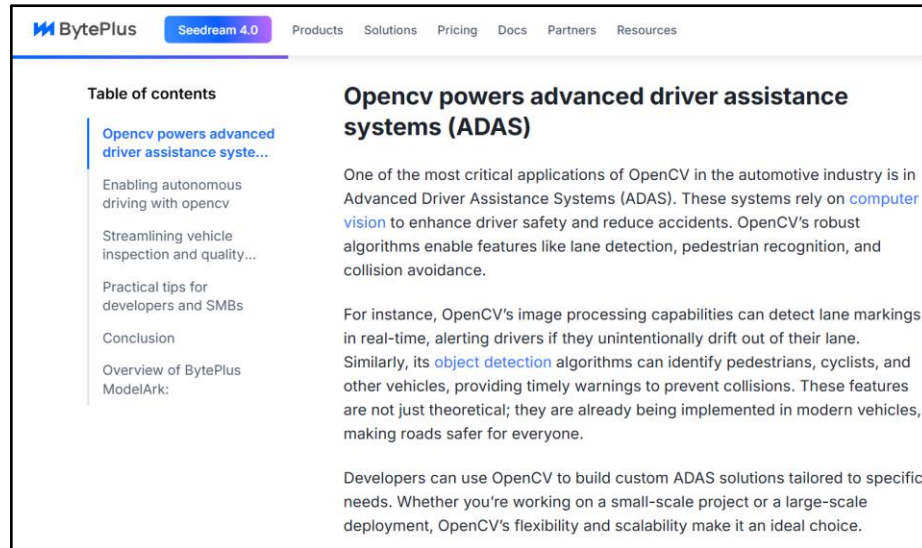 BytePlus
Seedream 4.0
Products
Solutions
Pricing
Docs
Partners
Resources
Table of contents
Opencv powers advanced
driver assistance syste...
Enabling autonomous
driving with opencv
Streamlining vehicle
inspection and quality...
Practical tips for
developers and SMBs
Conclusion
Overview of BytePlus
ModelArk:
Opencv powers advanced driver assistance
systems (ADAS)
One of the most critical applications of OpenCV in the automotive industry is in
Advanced Driver Assistance Systems (ADAS). These systems rely on computer
vision to enhance driver safety and reduce accidents. OpenCV’s robust
algorithms enable features like lane detection, pedestrian recognition, and
collision avoidance.
For instance, OpenCV’s image processing capabilities can detect lane markings
in real-time, alerting drivers if they unintentionally drift out of their lane.
Similarly, its object detection algorithms can identify pedestrians, cyclists, and
other vehicles, providing timely warnings to prevent collisions. These features
are not just theoretical; they are already being implemented in modern vehicles,
making roads safer for everyone.
Developers can use OpenCV to build custom ADAS solutions tailored to specific
needs. Whether you’re working on a small-scale project or a large-scale
deployment, OpenCV’s flexibility and scalability make it an ideal choice.